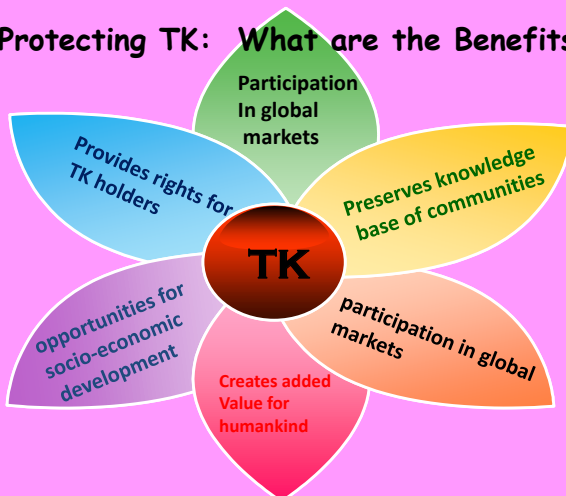 Protecting TK: What are the Benefits
Participation
In global
markets
Provides rights for
TK holders
Preserves knowledge
base of communities
TK
opportunities for
socio-economic
development
participation in global
markets
Creates added
Value for
humankind